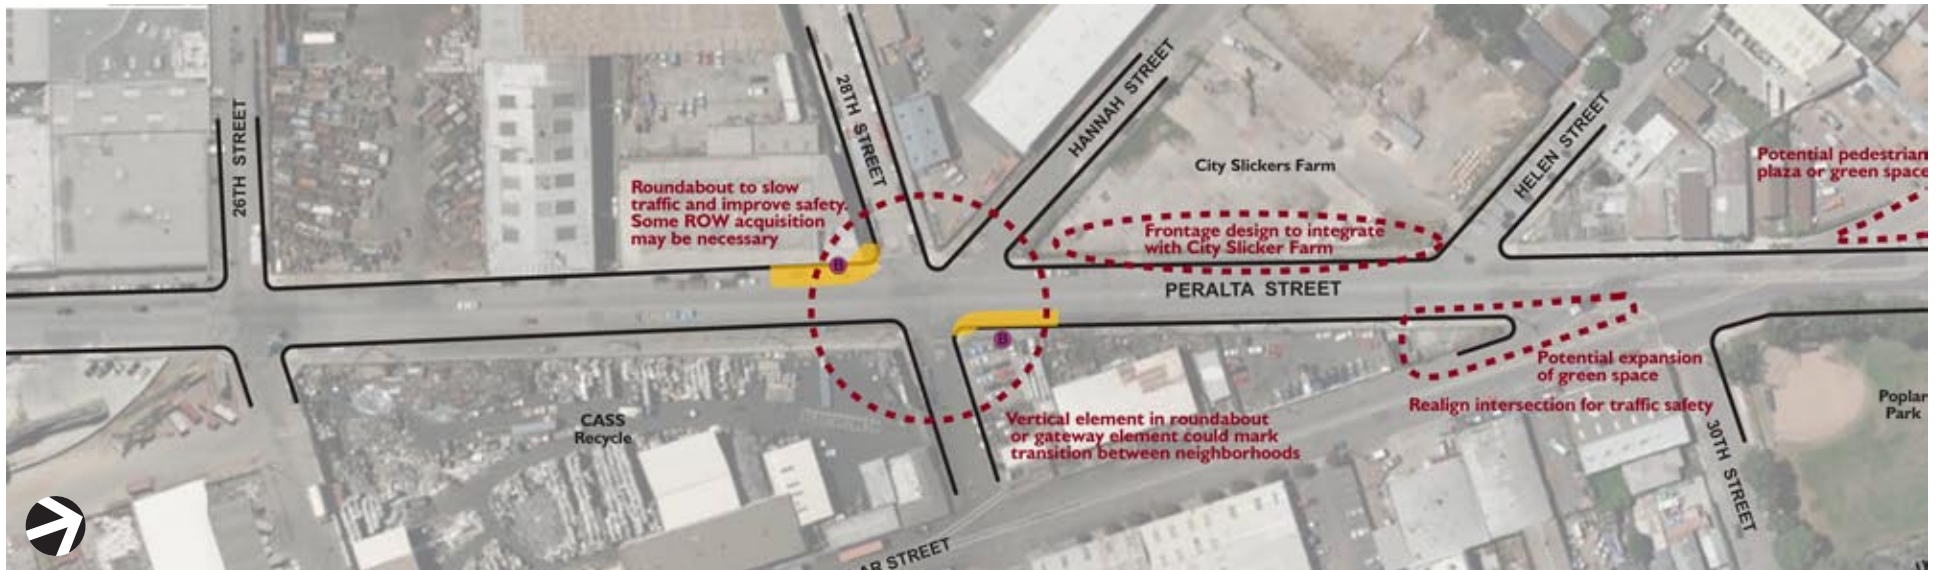 26TH STREET
28TH STREET
HANNAH STREET
HELEN STREET
City Slickers Farm
Potential pedestrian
plaza or green space
Roundabout to slow
traffic and improve safety.
Some ROW acquisition
may be necessary
B
Frontage design to integrate
with City Slicker Farm
PERALTA STREET
B
Potential expansion
of green space
Realign intersection for traffic safety
Poplar
Park
CASS
Recycle
Vertical element in roundabout
or gateway element could mark
transition between neighborhoods
30TH STREET
AR STREET